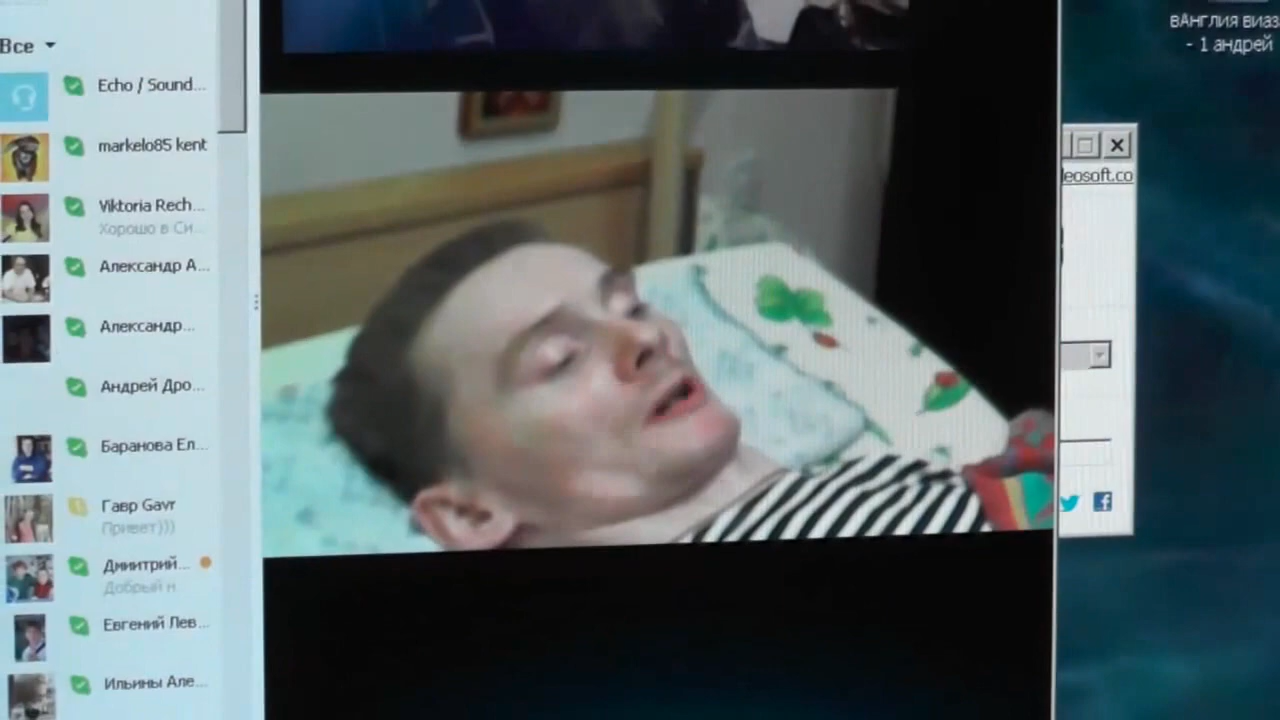 Все
Echo / Sound...
markelo85 kent
Viktoria Rech...
Хорошо в Си...
Александр А...
Александр...
Андрей Дро...
Баранова Ел...
Гавр Gavr
Привет)))
Дмитрий...
Добрый н
Евгений Лев...
Ильины Але...
вАнглия виаз
- 1 андрей
leosoft.co